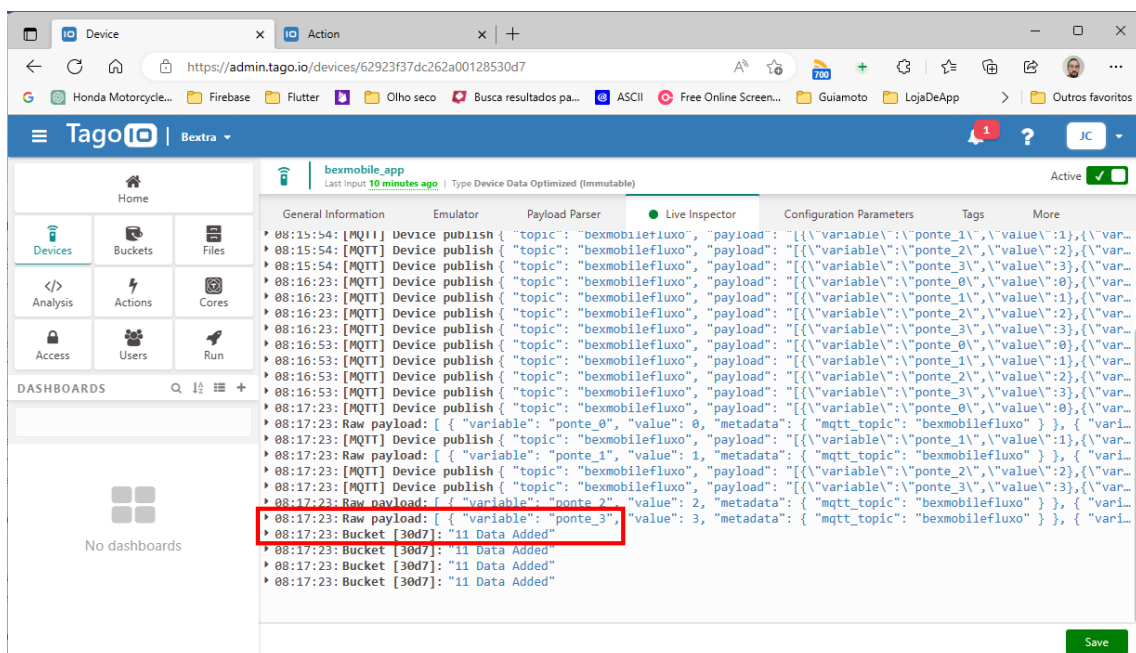 Device
Action
https://admin.tago.io/devices/62923f37dc262a00128530d7
700
Honda Motorcycle...
Firebase
Flutter
Olho seco
Busca resultados pa...
ASCII
Free Online Screen...
Guiamoto
LojaDeApp
Outros favoritos
TagoIO | Bextra
1
?
JC
bexmobile_app
Last Input 10 minutes ago | Type Device Data Optimized (Immutable)
Active
Home
Devices
Buckets
Files
Analysis
Actions
Cores
Access
Users
Run
DASHBOARDS
No dashboards
General Information
Emulator
Payload Parser
Live Inspector
Configuration Parameters
Tags
More
08:15:54: [MQTT] Device publish { "topic": "bexmobilefluxo", "payload": "[{\"variable\":\"ponte_1\",\"value\":1},{\"var…
08:15:54: [MQTT] Device publish { "topic": "bexmobilefluxo", "payload": "[{\"variable\":\"ponte_2\",\"value\":2},{\"var…
08:15:54: [MQTT] Device publish { "topic": "bexmobilefluxo", "payload": "[{\"variable\":\"ponte_3\",\"value\":3},{\"var…
08:16:23: [MQTT] Device publish { "topic": "bexmobilefluxo", "payload": "[{\"variable\":\"ponte_0\",\"value\":0},{\"var…
08:16:23: [MQTT] Device publish { "topic": "bexmobilefluxo", "payload": "[{\"variable\":\"ponte_1\",\"value\":1},{\"var…
08:16:23: [MQTT] Device publish { "topic": "bexmobilefluxo", "payload": "[{\"variable\":\"ponte_2\",\"value\":2},{\"var…
08:16:23: [MQTT] Device publish { "topic": "bexmobilefluxo", "payload": "[{\"variable\":\"ponte_3\",\"value\":3},{\"var…
08:16:53: [MQTT] Device publish { "topic": "bexmobilefluxo", "payload": "[{\"variable\":\"ponte_0\",\"value\":0},{\"var…
08:16:53: [MQTT] Device publish { "topic": "bexmobilefluxo", "payload": "[{\"variable\":\"ponte_1\",\"value\":1},{\"var…
08:16:53: [MQTT] Device publish { "topic": "bexmobilefluxo", "payload": "[{\"variable\":\"ponte_2\",\"value\":2},{\"var…
08:16:53: [MQTT] Device publish { "topic": "bexmobilefluxo", "payload": "[{\"variable\":\"ponte_3\",\"value\":3},{\"var…
08:17:23: [MQTT] Device publish { "topic": "bexmobilefluxo", "payload": "[{\"variable\":\"ponte_0\",\"value\":0},{\"var…
08:17:23: Raw payload: [ { "variable": "ponte_0", "value": 0, "metadata": { "mqtt_topic": "bexmobilefluxo" } }, { "vari…
08:17:23: [MQTT] Device publish { "topic": "bexmobilefluxo", "payload": "[{\"variable\":\"ponte_1\",\"value\":1},{\"var…
08:17:23: Raw payload: [ { "variable": "ponte_1", "value": 1, "metadata": { "mqtt_topic": "bexmobilefluxo" } }, { "vari…
08:17:23: [MQTT] Device publish { "topic": "bexmobilefluxo", "payload": "[{\"variable\":\"ponte_2\",\"value\":2},{\"var…
08:17:23: [MQTT] Device publish { "topic": "bexmobilefluxo", "payload": "[{\"variable\":\"ponte_3\",\"value\":3},{\"var…
08:17:23: Raw payload: [ { "variable": "ponte_2", "value": 2, "metadata": { "mqtt_topic": "bexmobilefluxo" } }, { "vari…
08:17:23: Raw payload: [ { "variable": "ponte_3", "value": 3, "metadata": { "mqtt_topic": "bexmobilefluxo" } }, { "vari…
08:17:23: Bucket [30d7]: "11 Data Added"
08:17:23: Bucket [30d7]: "11 Data Added"
08:17:23: Bucket [30d7]: "11 Data Added"
08:17:23: Bucket [30d7]: "11 Data Added"
Save